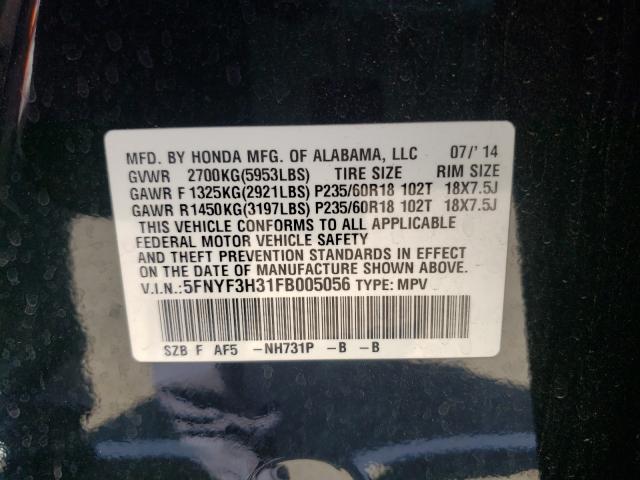 MFD. BY HONDA MFG. OF ALABAMA, LLC 07/' 14
GVWR 2700KG(5953LBS) TIRE SIZE RIM SIZE
GAWR F 1325KG(2921LBS) P235/60R18 102T 18X7.5J
GAWR R1450KG(3197LBS) P235/60R18 102T 18X7.5J
THIS VEHICLE CONFORMS TO ALL APPLICABLE
FEDERAL MOTOR VEHICLE SAFETY
AND THEFT PREVENTION STANDARDS IN EFFECT
ON THE DATE OF MANUFACTURE SHOWN ABOVE.
V.I.N.:5FNYF3H31FB005056 TYPE: MPV
SZB F AF5 -NH731P -B -B